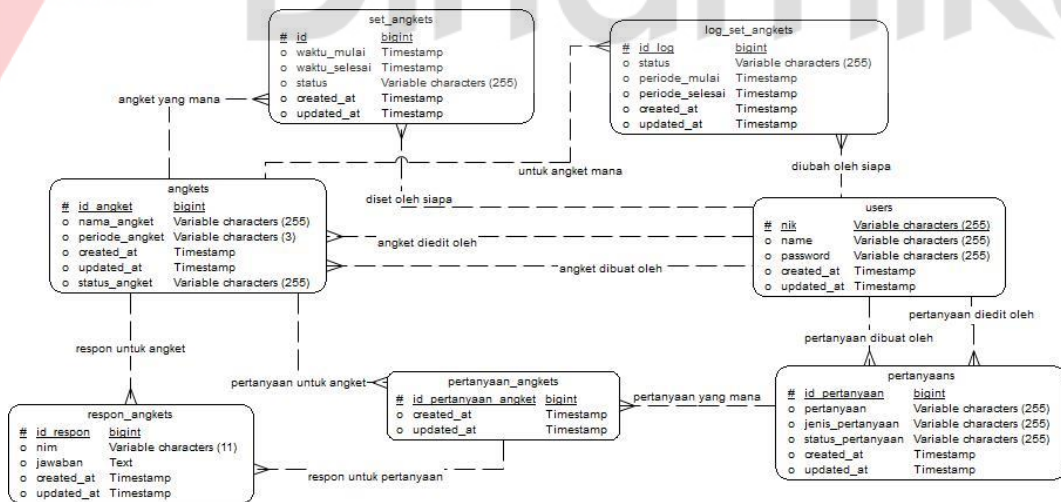 Dinamika
set_angkets
# id bigint
o waktu_mulai Timestamp
o waktu_selesai Timestamp
o status Variable characters (255)
o created_at Timestamp
o updated_at Timestamp
log_set_angkets
# id_log bigint
o status Variable characters (255)
o periode_mulai Timestamp
o periode_selesai Timestamp
o created_at Timestamp
o updated_at Timestamp
angket yang mana
untuk angket mana
diubah oleh siapa
diset oleh siapa
angkets
# id_angket bigint
o nama_angket Variable characters (255)
o periode_angket Variable characters (3)
o created_at Timestamp
o updated_at Timestamp
o status_angket Variable characters (255)
angket diedit oleh
angket dibuat oleh
users
# nik Variable characters (255)
o name Variable characters (255)
o password Variable characters (255)
o created_at Timestamp
o updated_at Timestamp
pertanyaan diedit oleh
pertanyaan dibuat oleh
respon untuk angket
pertanyaan untuk angket
pertanyaan_angkets
# id_pertanyaan_angket bigint
o created_at Timestamp
o updated_at Timestamp
pertanyaan yang mana
pertanyaans
# id_pertanyaan bigint
o pertanyaan Variable characters (255)
o jenis_pertanyaan Variable characters (255)
o status_pertanyaan Variable characters (255)
o created_at Timestamp
o updated_at Timestamp
respon_angkets
# id_respon bigint
o nim Variable characters (11)
o jawaban Text
o created_at Timestamp
o updated_at Timestamp
respon untuk pertanyaan